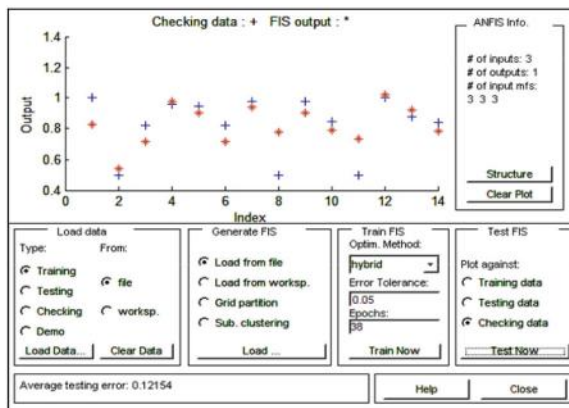 Checking data : + FIS output : *
1.4
1.2
1
0.8
0.6
0.4
Output
0 2 4 6 8 10 12 14
Index
ANFIS Info.
# of inputs: 3
# of outputs: 1
# of input mfs:
3 3 3
Structure
Clear Plot
Load data
Type: From:
Training
Testing
Checking
Demo
file
worksp.
Load Data...
Clear Data
Generate FIS
Load from file
Load from worksp.
Grid partition
Sub. clustering
Load ...
Train FIS
Optim. Method:
hybrid
Error Tolerance:
0.05
Epochs:
38
Train Now
Test FIS
Plot against:
Training data
Testing data
Checking data
Test Now
Average testing error: 0.12154
Help
Close